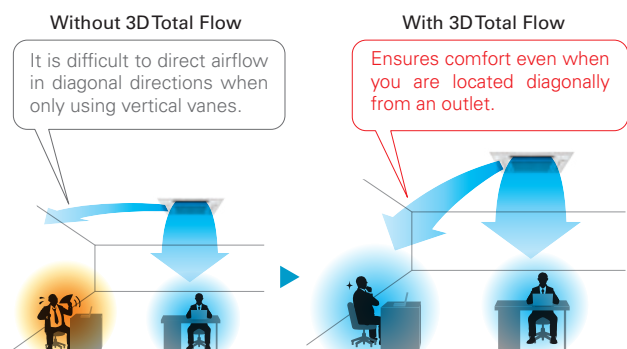 Without 3D Total Flow
It is difficult to direct airflow
in diagonal directions when
only using vertical vanes.
With 3D Total Flow
Ensures comfort even when
you are located diagonally
from an outlet.